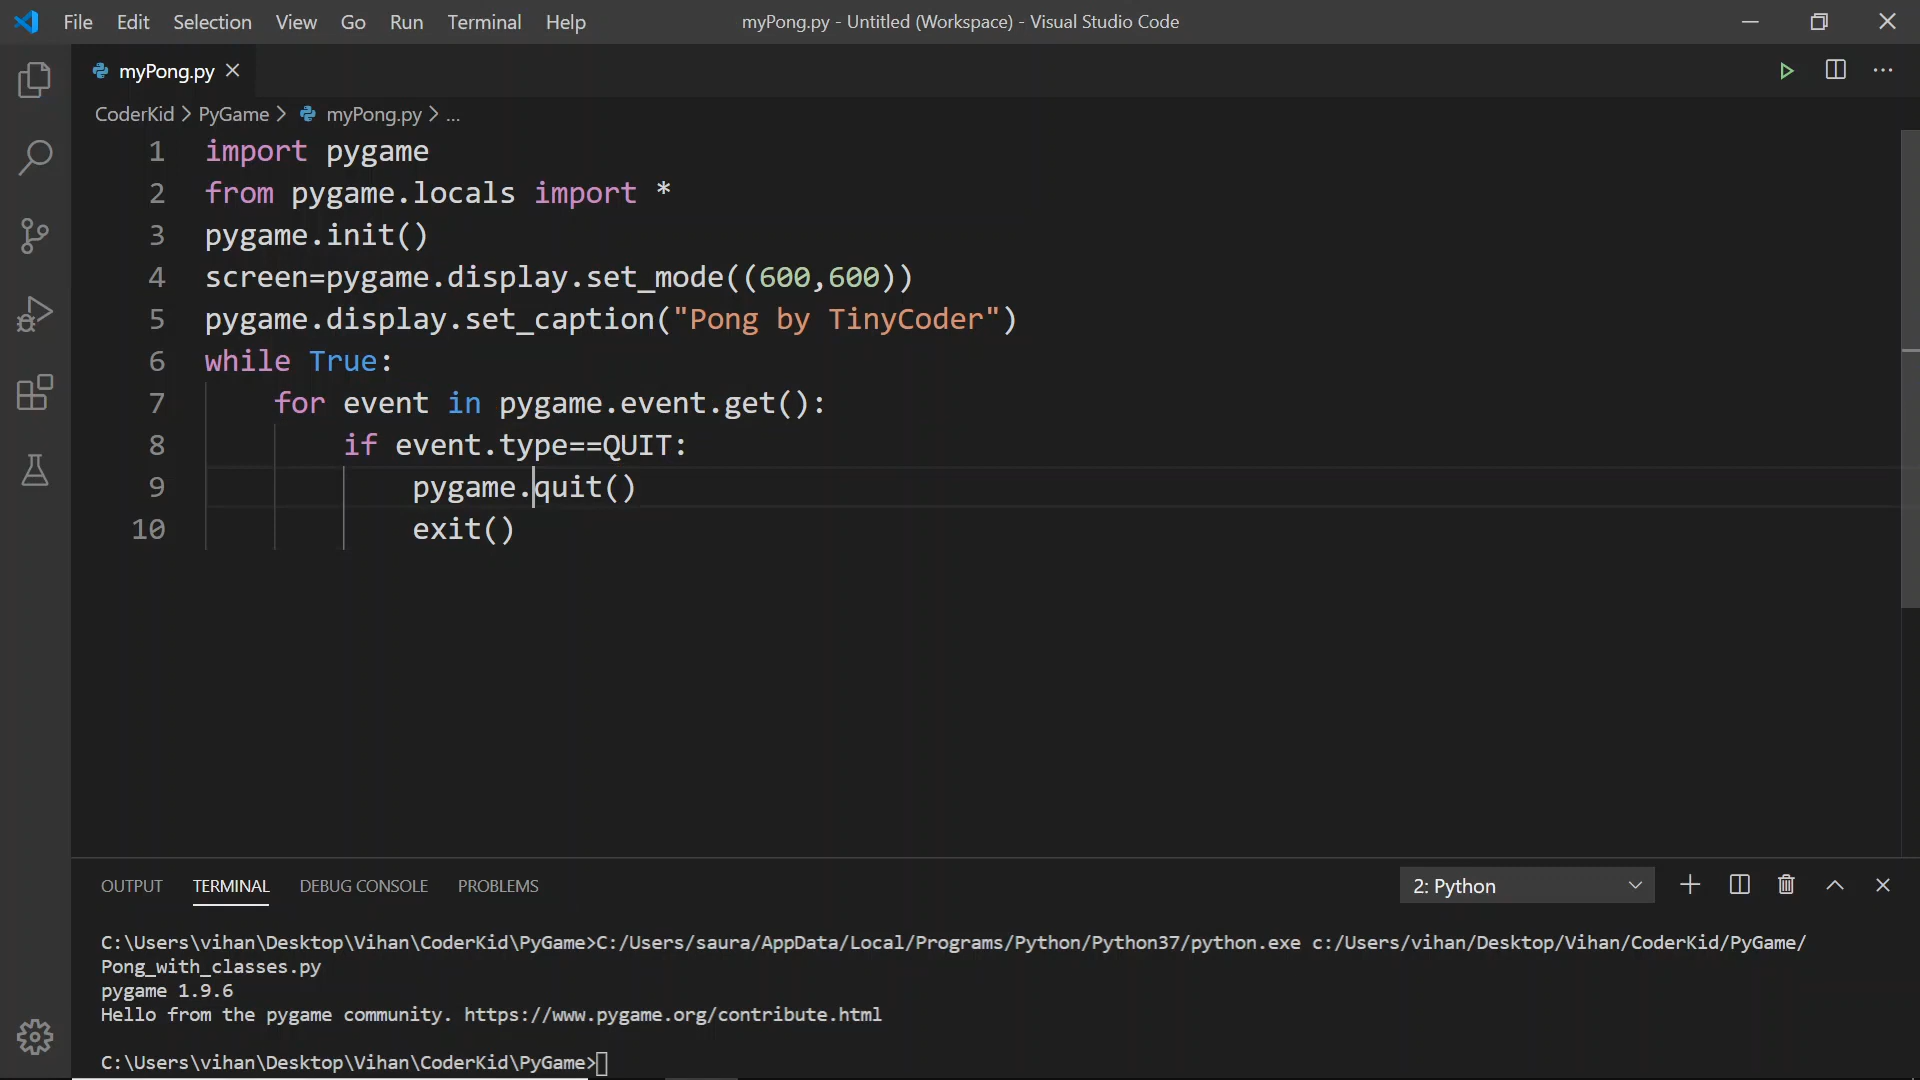 File Edit Selection View Go Run Terminal Help myPong.py - Untitled (Workspace) - Visual Studio Code
myPong.py
CoderKid > PyGame > myPong.py > ...
1 import pygame
2 from pygame.locals import *
3 pygame.init()
4 screen=pygame.display.set_mode((600,600))
5 pygame.display.set_caption("Pong by TinyCoder")
6 while True:
7     for event in pygame.event.get():
8         if event.type==QUIT:
9             pygame.quit()
10             exit()
OUTPUT TERMINAL DEBUG CONSOLE PROBLEMS 2: Python
C:\Users\vihan\Desktop\Vihan\CoderKid\PyGame>C:/Users/saura/AppData/Local/Programs/Python/Python37/python.exe c:/Users/vihan/Desktop/Vihan/CoderKid/PyGame/
Pong_with_classes.py
pygame 1.9.6
Hello from the pygame community. https://www.pygame.org/contribute.html
C:\Users\vihan\Desktop\Vihan\CoderKid\PyGame>